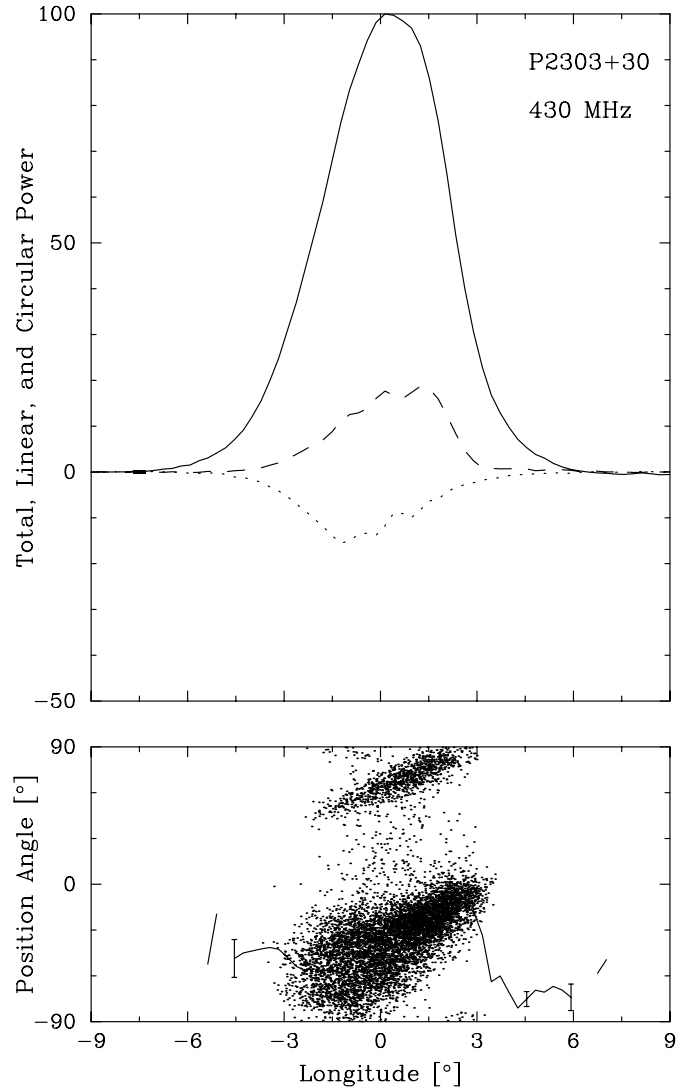 100
P2303+30
430 MHz
50
0
−50
Total, Linear, and Circular Power
90
0
−90
Position Angle [°]
−9 −6 −3 0 3 6 9
Longitude [°]